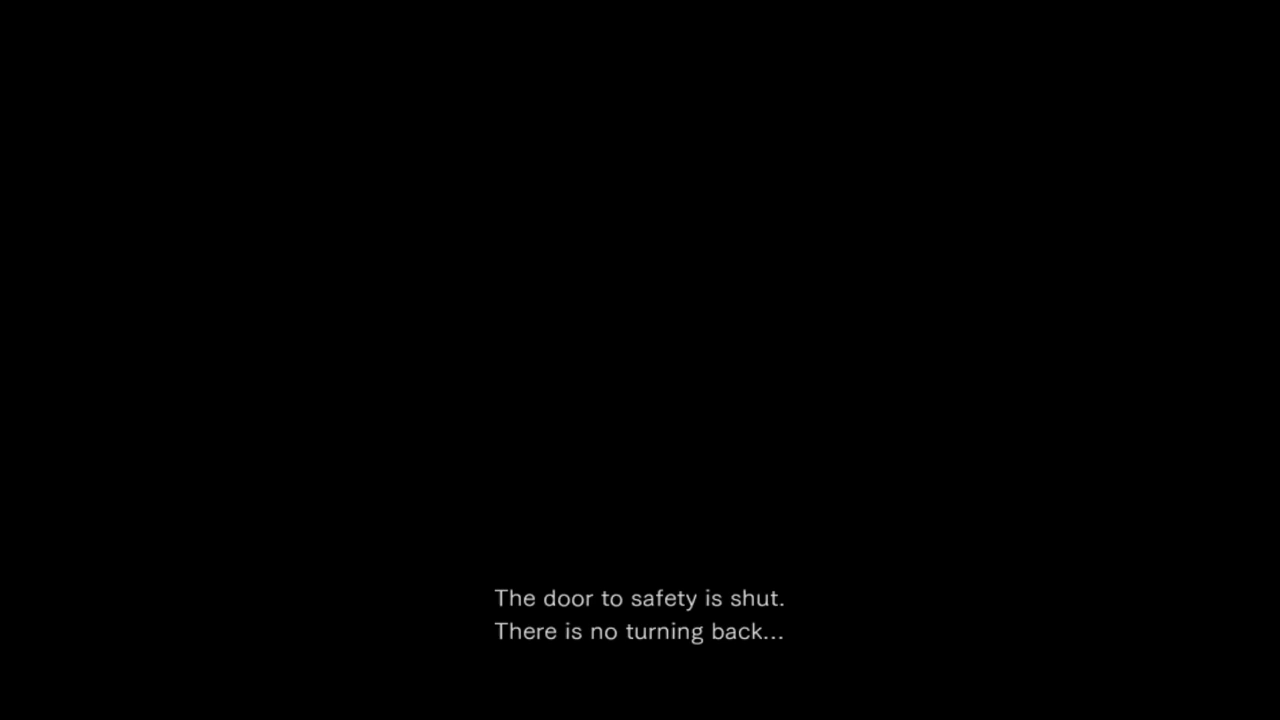 The door to safety is shut.
There is no turning back...